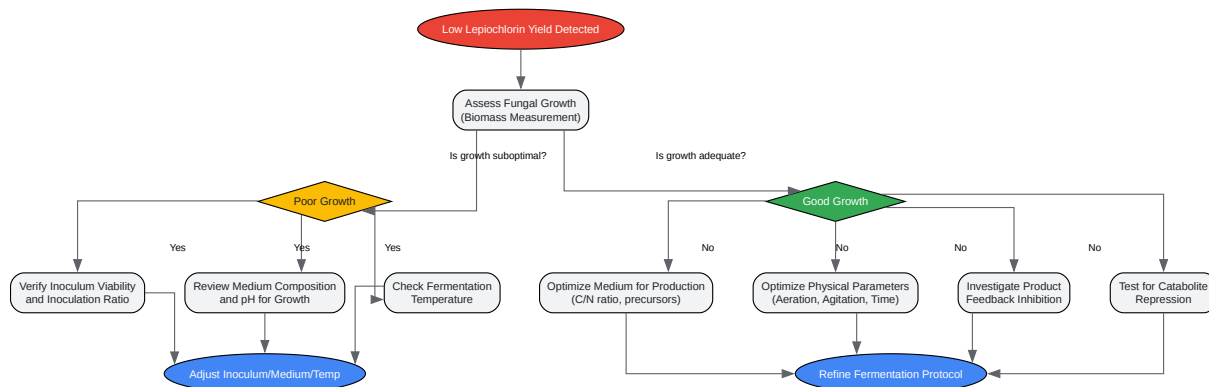 Low Lepiochlorin Yield Detected
Assess Fungal Growth
(Biomass Measurement)
Is growth suboptimal?
Is growth adequate?
Poor Growth
Good Growth
Yes
Yes
Yes
No
No
No
No
Verify Inoculum Viability
and Inoculation Ratio
Review Medium Composition
and pH for Growth
Check Fermentation
Temperature
Optimize Medium for Production
(C/N ratio, precursors)
Optimize Physical Parameters
(Aeration, Agitation, Time)
Investigate Product
Feedback Inhibition
Test for Catabolite
Repression
Adjust Inoculum/Medium/Temp
Refine Fermentation Protocol